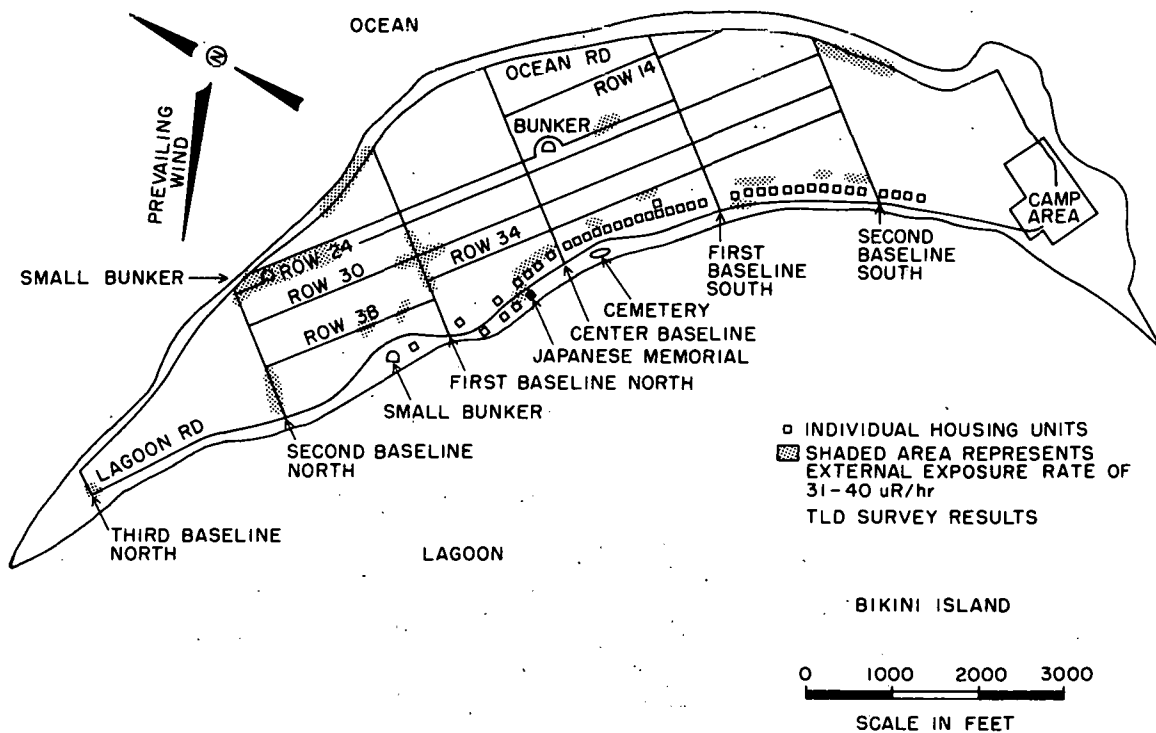 OCEAN
N
PREVAILING
WIND
OCEAN RD
ROW 14
BUNKER
CAMP
AREA
SMALL BUNKER
ROW 24
ROW 30
ROW 34
ROW 38
FIRST
BASELINE
SOUTH
SECOND
BASELINE
SOUTH
CEMETERY
CENTER BASELINE
JAPANESE MEMORIAL
FIRST BASELINE NORTH
SMALL BUNKER
SECOND BASELINE
NORTH
LAGOON RD
THIRD BASELINE
NORTH
LAGOON
INDIVIDUAL HOUSING UNITS
SHADED AREA REPRESENTS
EXTERNAL EXPOSURE RATE OF
31-40 uR/hr
TLD SURVEY RESULTS
BIKINI ISLAND
0 1000 2000 3000
SCALE IN FEET